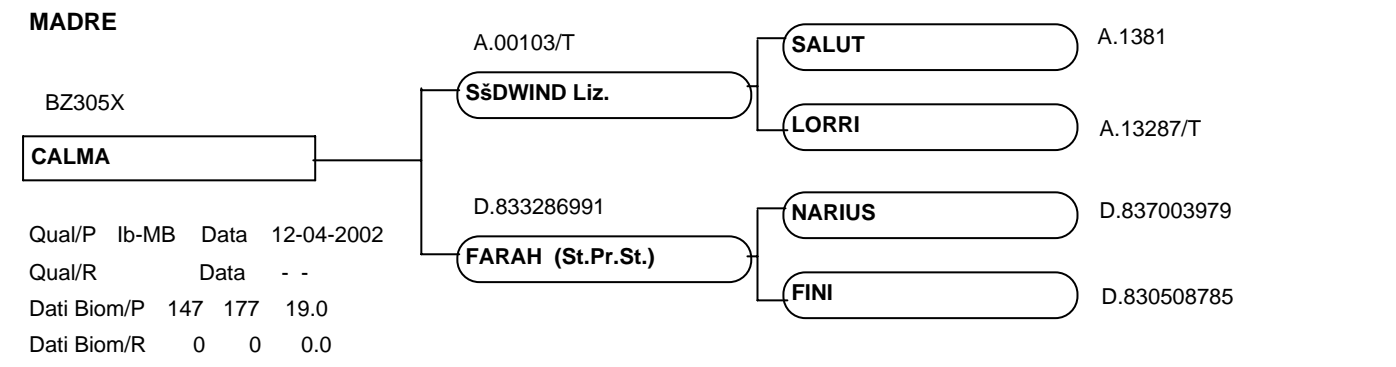 MADRE
A.00103/T
SALUT
A.1381
SšDWIND Liz.
BZ305X
LORRI
A.13287/T
CALMA
D.833286991
NARIUS
D.837003979
Qual/P Ib-MB Data 12-04-2002
FARAH (St.Pr.St.)
Qual/R Data - -
FINI
D.830508785
Dati Biom/P 147 177 19.0
Dati Biom/R 0 0 0.0